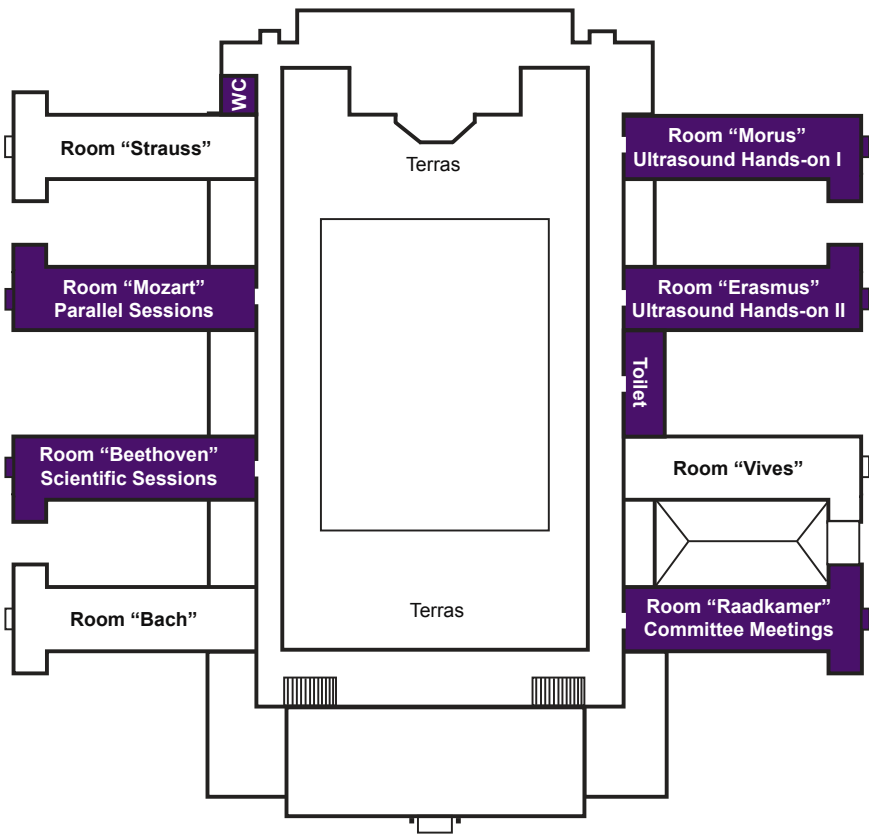 WC
Room “Strauss”
Terras
Room “Morus”
Ultrasound Hands-on I
Room “Mozart”
Parallel Sessions
Room “Erasmus”
Ultrasound Hands-on II
Toilet
Room “Beethoven”
Scientific Sessions
Room “Vives”
Room “Bach”
Terras
Room “Raadkamer”
Committee Meetings